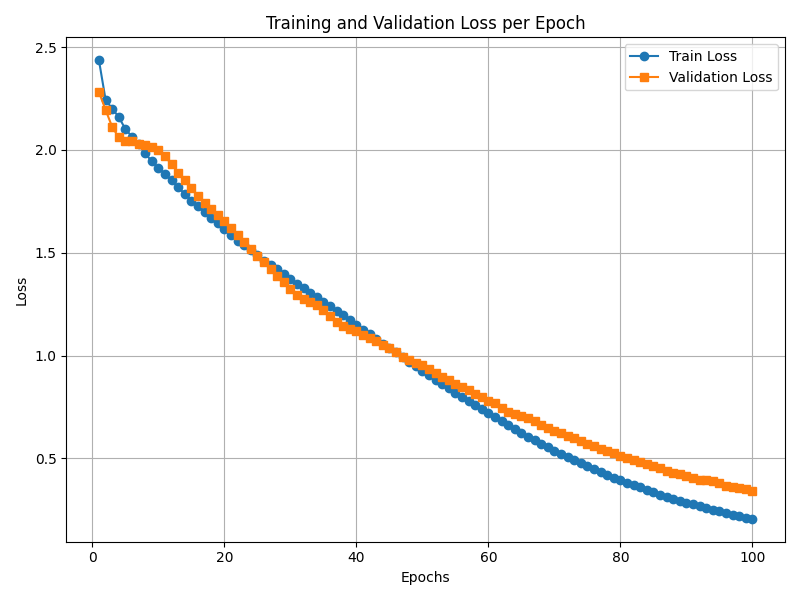 Training and Validation Loss per Epoch
Train Loss
Validation Loss
2.5
2.0
1.5
1.0
0.5
Loss
0 20 40 60 80 100
Epochs